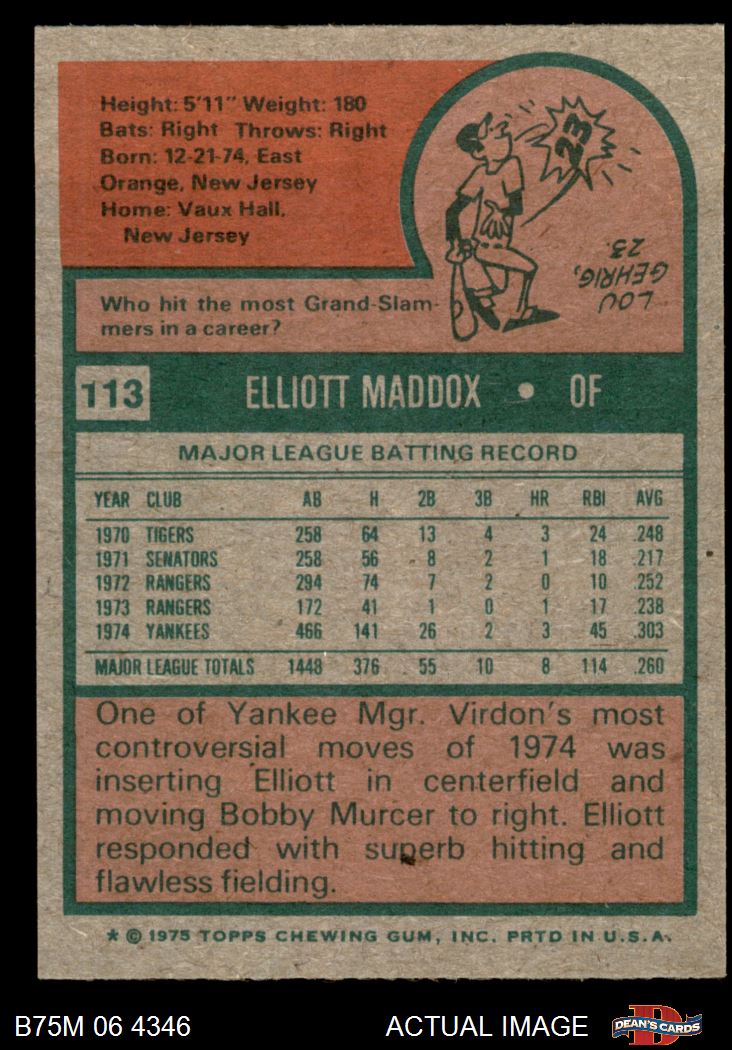 Height: 5'11" Weight: 180
Bats: Right Throws: Right
Born: 12-21-74, East
Orange, New Jersey
Home: Vaux Hall,
New Jersey
23
LOU
GEHRIG,
23.
Who hit the most Grand-Slam-
mers in a career?
113 ELLIOTT MADDOX • OF
MAJOR LEAGUE BATTING RECORD
YEAR CLUB AB H 2B 3B HR RBI AVG
1970 TIGERS 258 64 13 4 3 24 .248
1971 SENATORS 258 56 8 2 1 18 .217
1972 RANGERS 294 74 7 2 0 10 .252
1973 RANGERS 172 41 1 0 1 17 .238
1974 YANKEES 466 141 26 2 3 45 .303
MAJOR LEAGUE TOTALS 1448 376 55 10 8 114 .260
One of Yankee Mgr. Virdon's most
controversial moves of 1974 was
inserting Elliott in centerfield and
moving Bobby Murcer to right. Elliott
responded with superb hitting and
flawless fielding.
* © 1975 TOPPS CHEWING GUM, INC. PRTD IN U.S.A.
B75M 06 4346 ACTUAL IMAGE
D
DEAN'S CARDS